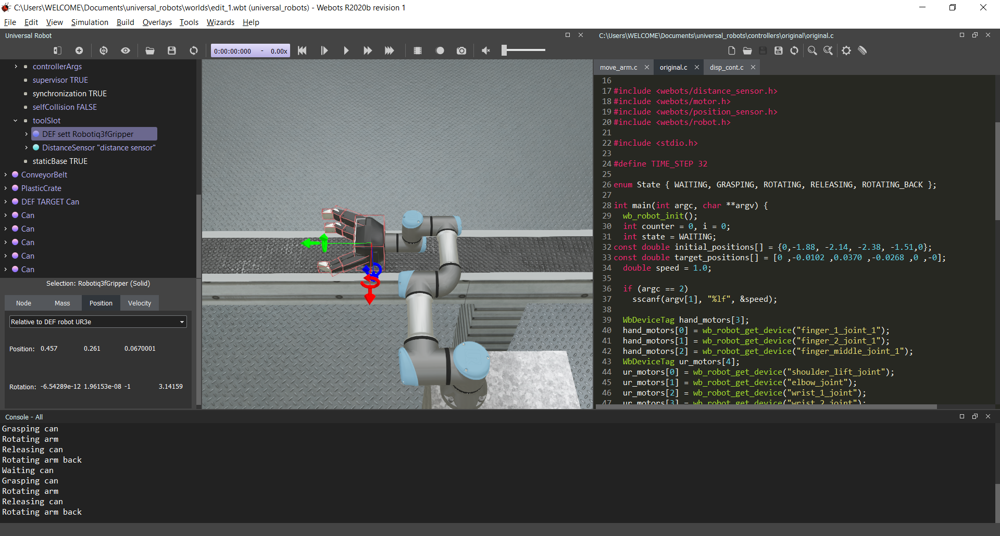 C:\Users\WELCOME\Documents\universal_robots\worlds\edit_1.wbt (universal_robots) - Webots R2020b revision 1
File Edit View Simulation Build Overlays Tools Wizards Help
Universal Robot
0:00:00:000 - 0.00x
controllerArgs
supervisor TRUE
synchronization TRUE
selfCollision FALSE
toolSlot
DEF sett Robotiq3fGripper
DistanceSensor "distance sensor"
staticBase TRUE
ConveyorBelt
PlasticCrate
DEF TARGET Can
Can
Can
Can
Can
Can
Selection: Robotiq3fGripper (Solid)
Node Mass Position Velocity
Relative to DEF robot UR3e
Position: 0.457 0.261 0.0670001
Rotation: -6.54289e-12 1.96153e-08 -1 3.14159
C:\Users\WELCOME\Documents\universal_robots\controllers\original\original.c
move_arm.c original.c disp_cont.c
16
17 #include <webots/distance_sensor.h>
18 #include <webots/motor.h>
19 #include <webots/position_sensor.h>
20 #include <webots/robot.h>
21
22 #include <stdio.h>
23
24 #define TIME_STEP 32
25
26 enum State { WAITING, GRASPING, ROTATING, RELEASING, ROTATING_BACK };
27
28 int main(int argc, char **argv) {
29 wb_robot_init();
30 int counter = 0, i = 0;
31 int state = WAITING;
32 const double initial_positions[] = {0,-1.88, -2.14, -2.38, -1.51,0};
33 const double target_positions[] = [0 ,-0.0102 ,0.0370 ,-0.0268 ,0 ,-0];
34 double speed = 1.0;
35
36 if (argc == 2)
37 sscanf(argv[1], "%lf", &speed);
38
39 WbDeviceTag hand_motors[3];
40 hand_motors[0] = wb_robot_get_device("finger_1_joint_1");
41 hand_motors[1] = wb_robot_get_device("finger_2_joint_1");
42 hand_motors[2] = wb_robot_get_device("finger_middle_joint_1");
43 WbDeviceTag ur_motors[4];
44 ur_motors[0] = wb_robot_get_device("shoulder_lift_joint");
45 ur_motors[1] = wb_robot_get_device("elbow_joint");
46 ur_motors[2] = wb_robot_get_device("wrist_1_joint");
47 ur_motors[3] = wb_robot_get_device("wrist_2_joint");
Console - All
Grasping can
Rotating arm
Releasing can
Rotating arm back
Waiting can
Grasping can
Rotating arm
Releasing can
Rotating arm back